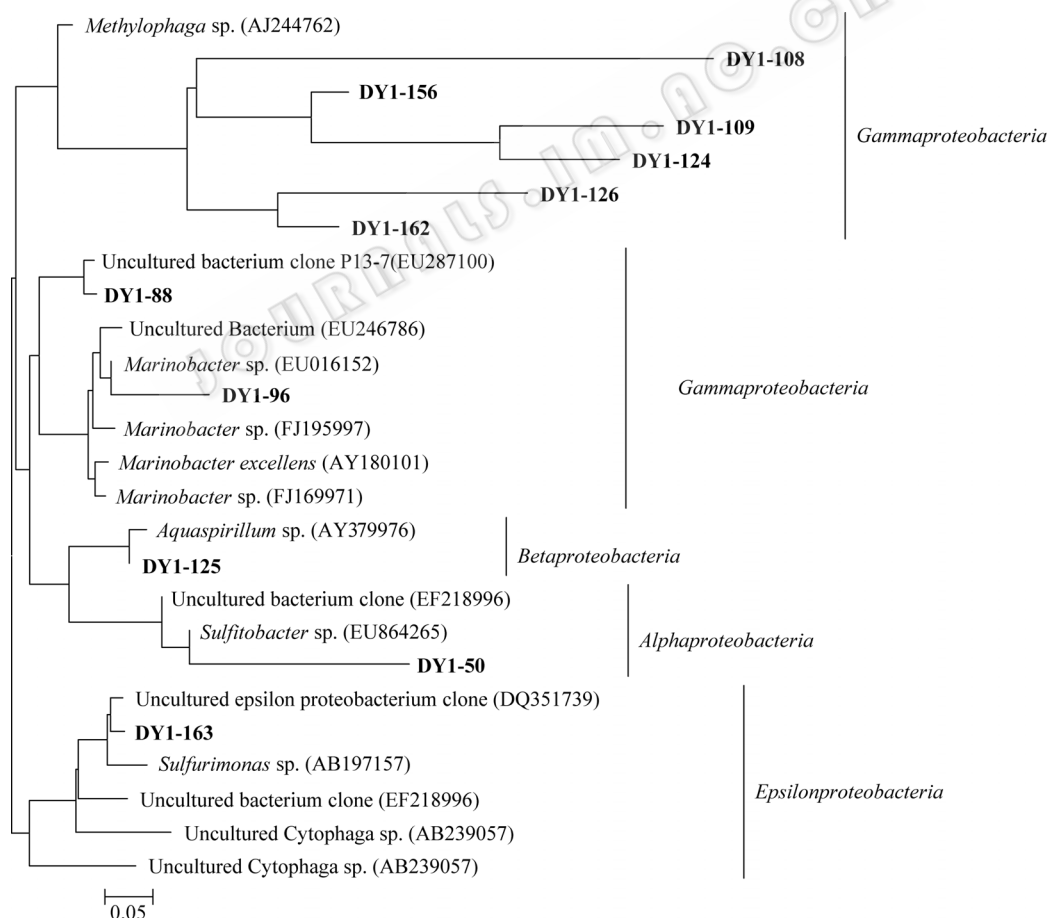 Methylophaga sp. (AJ244762)
DY1-108
DY1-156
DY1-109
DY1-124
DY1-126
DY1-162
Gammaproteobacteria
Uncultured bacterium clone P13-7(EU287100)
DY1-88
Uncultured Bacterium (EU246786)
Marinobacter sp. (EU016152)
DY1-96
Marinobacter sp. (FJ195997)
Marinobacter excellens (AY180101)
Marinobacter sp. (FJ169971)
Gammaproteobacteria
Aquaspirillum sp. (AY379976)
DY1-125
Betaproteobacteria
Uncultured bacterium clone (EF218996)
Sulfitobacter sp. (EU864265)
DY1-50
Alphaproteobacteria
Uncultured epsilon proteobacterium clone (DQ351739)
DY1-163
Sulfurimonas sp. (AB197157)
Uncultured bacterium clone (EF218996)
Uncultured Cytophaga sp. (AB239057)
Uncultured Cytophaga sp. (AB239057)
Epsilonproteobacteria
0.05